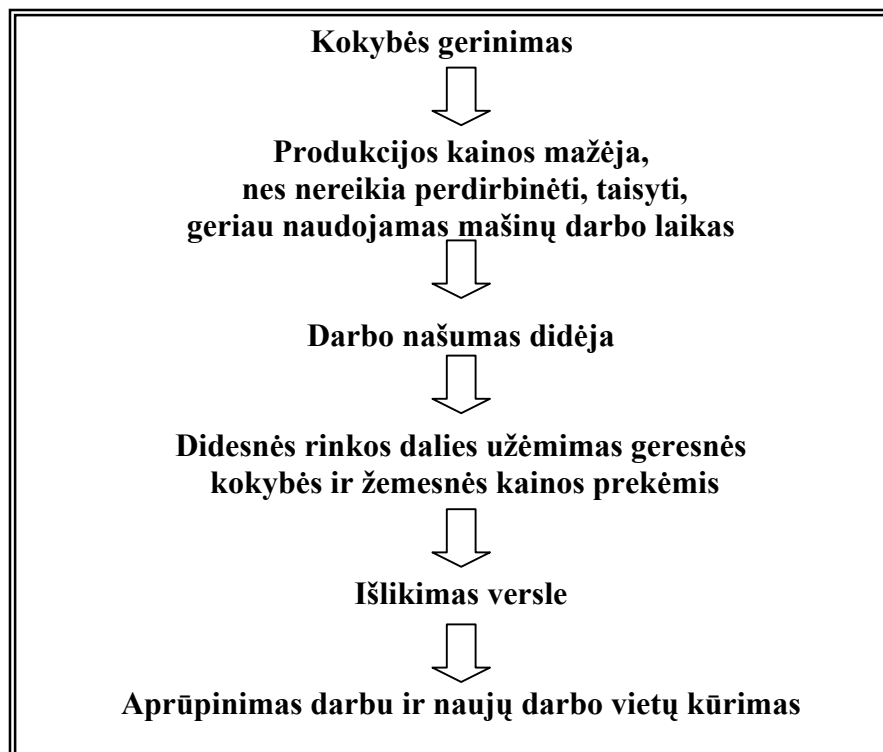 Kokybės gerinimas
Produkcijos kainos mažėja,
nes nereikia perdirbinėti, taisyti,
geriau naudojamas mašinų darbo laikas
Darbo našumas didėja
Didesnės rinkos dalies užėmimas geresnės
kokybės ir žemesnės kainos prekėmis
Išlikimas versle
Aprūpinimas darbu ir naujų darbo vietų kūrimas